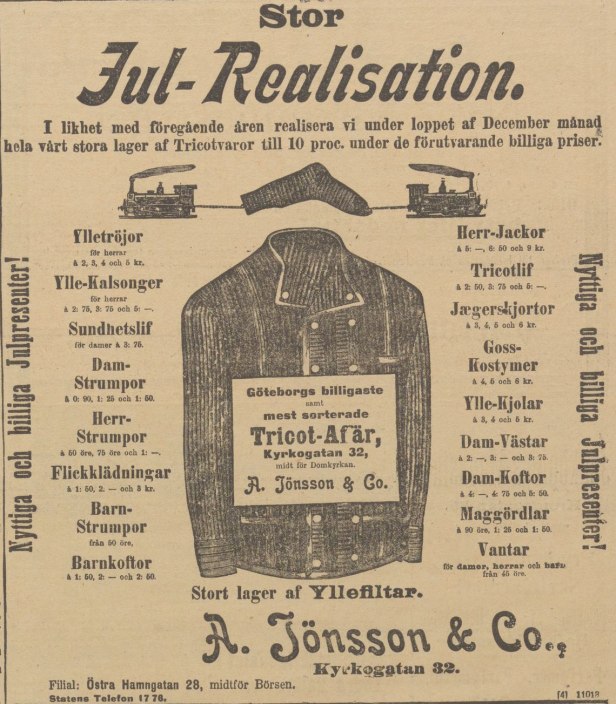 Stor
Jul-Realisation.
I likhet med föregående åren realisera vi under loppet af December månad
hela vårt stora lager af Tricotvaror till 10 proc. under de förutvarande billiga priser.
Nyttiga och billiga Julpresenter!
Ylletröjor
för herrar
à 2, 3, 4 och 5 kr.
Ylle-Kalsonger
för herrar
à 2: 75, 3: 75 och 5: —.
Sundhetslif
för damer à 3: 75.
Dam-
Strumpor
à 0: 90, 1: 25 och 1: 50.
Herr-
Strumpor
à 50 öre, 75 öre och 1: —.
Flickklädningar
à 1: 50, 2. — och 3 kr.
Barn-
Strumpor
från 50 öre.
Barnkoftor
à 1: 50, 2: — och 2: 50.
Göteborgs billigaste
samt
mest sorterade
Tricot-Afär,
Kyrkogatan 32,
midt för Domkyrkan.
A. Jönsson & Co.
Herr-Jackor
à 5: —, 6: 50 och 9 kr.
Tricotlif
à 2: 50, 3: 75 och 5: —.
Jægerskjortor
à 3, 4, 5 och 6 kr.
Goss-
Kostymer
à 4, 5 och 6 kr.
Ylle-Kjolar
à 3, 4 och 5 kr.
Dam-Västar
à 2: —, 3: — och 3: 75.
Dam-Koftor
à 4: —, 4: 75 och 5: 50.
Maggördlar
à 90 öre, 1: 25 och 1: 50.
Vantar
för damer, herrar och barn
från 45 öre.
Nyttiga och billiga Julpresenter!
Stort lager af Yllefiltar.
A. Jönsson & Co.,
Kyrkogatan 32.
Filial: Östra Hamngatan 28, midtför Börsen.
Statens Telefon 1776.
[4] 11018